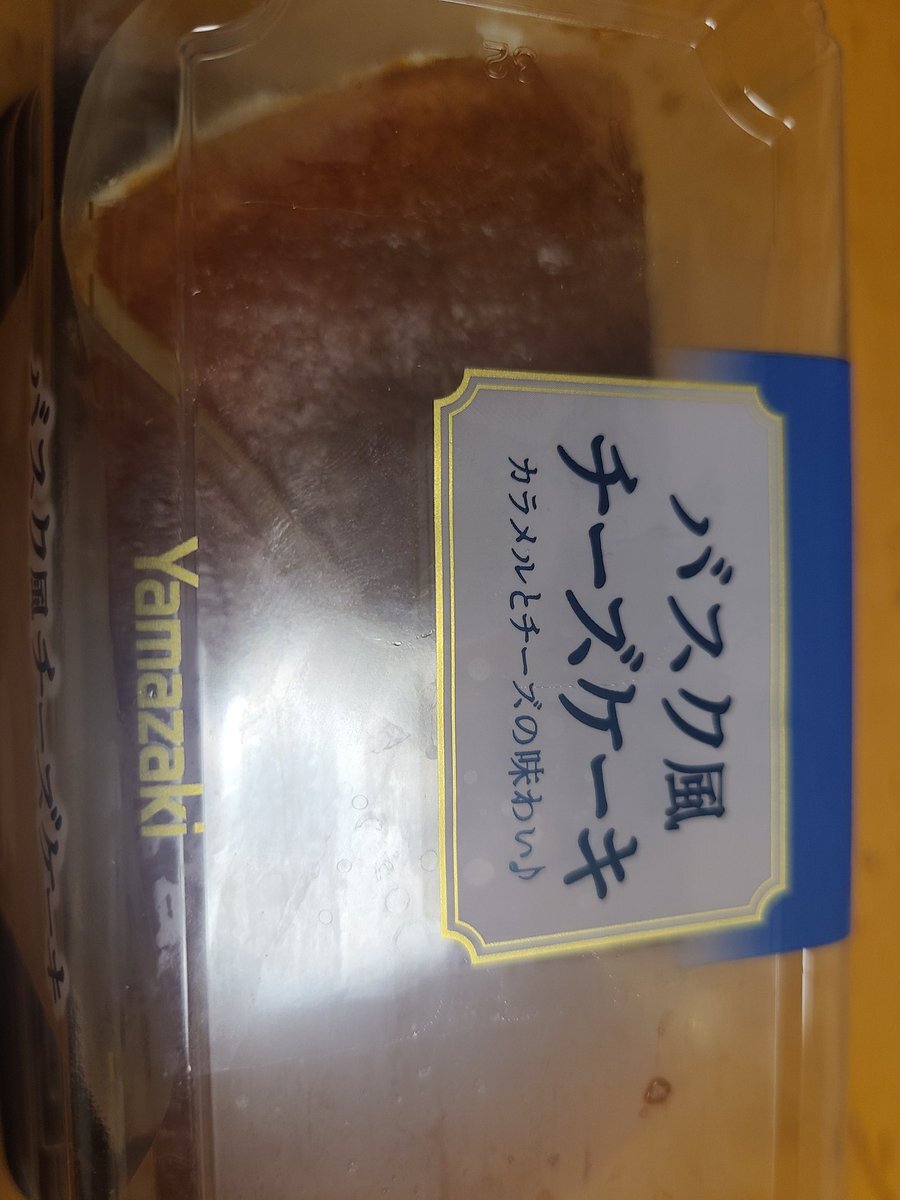 バスク風
チーズケーキ
カラメルとチーズの味わい♪
Yamazaki
バスク風チーズケーキ